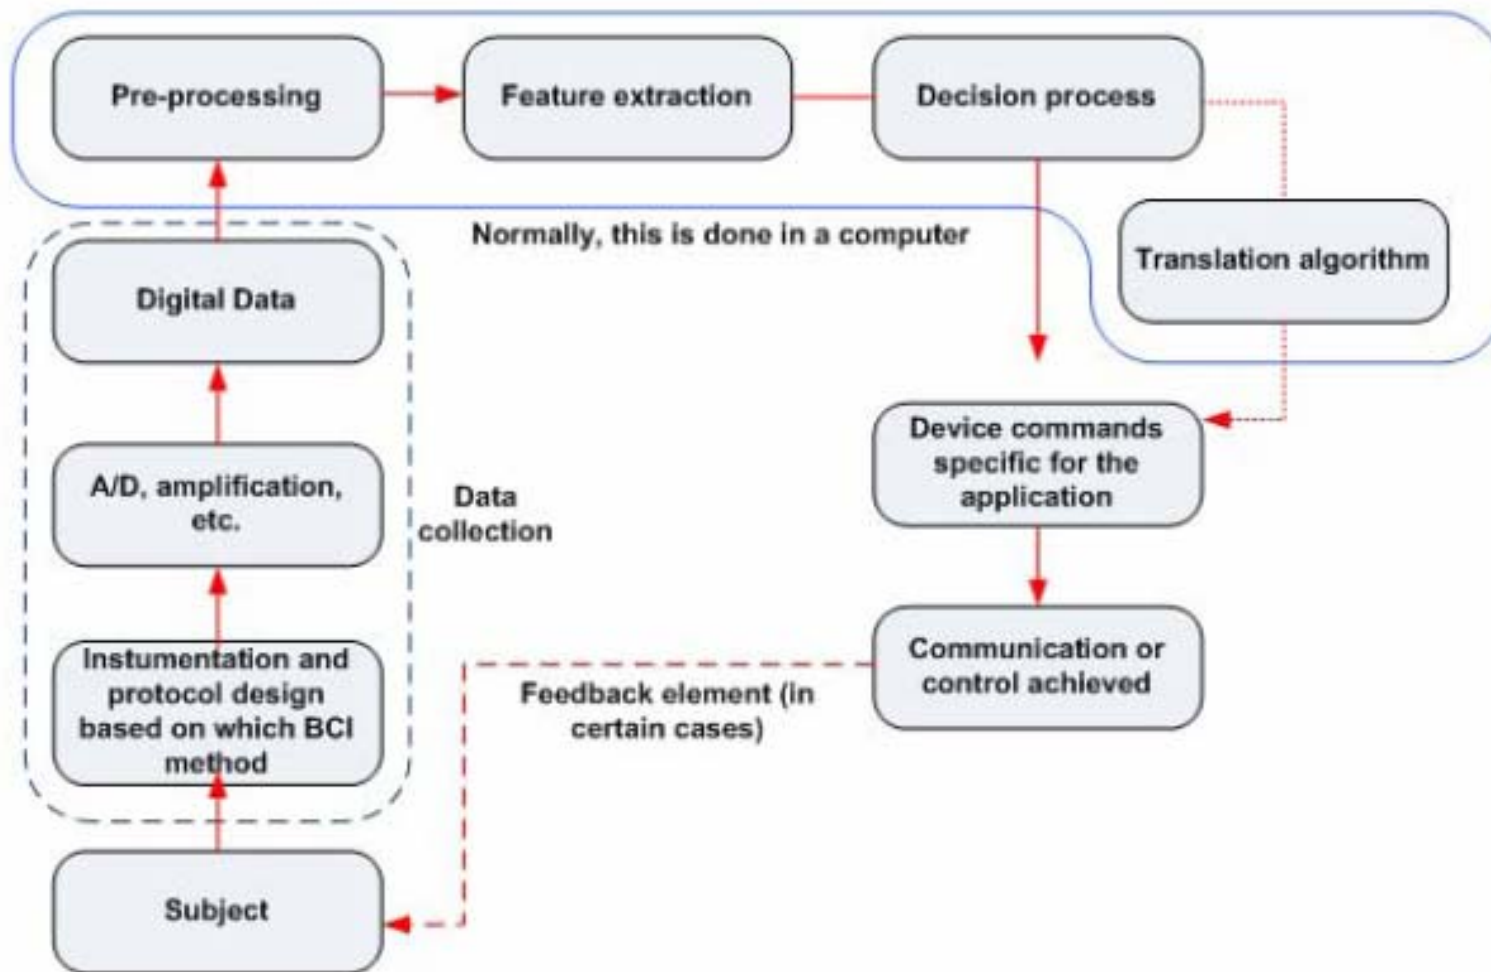 Pre-processing
Feature extraction
Decision process
Normally, this is done in a computer
Translation algorithm
Digital Data
Device commands
specific for the
application
A/D, amplification,
etc.
Data
collection
Communication or
control achieved
Instumentation and
protocol design
based on which BCI
method
Feedback element (in
certain cases)
Subject